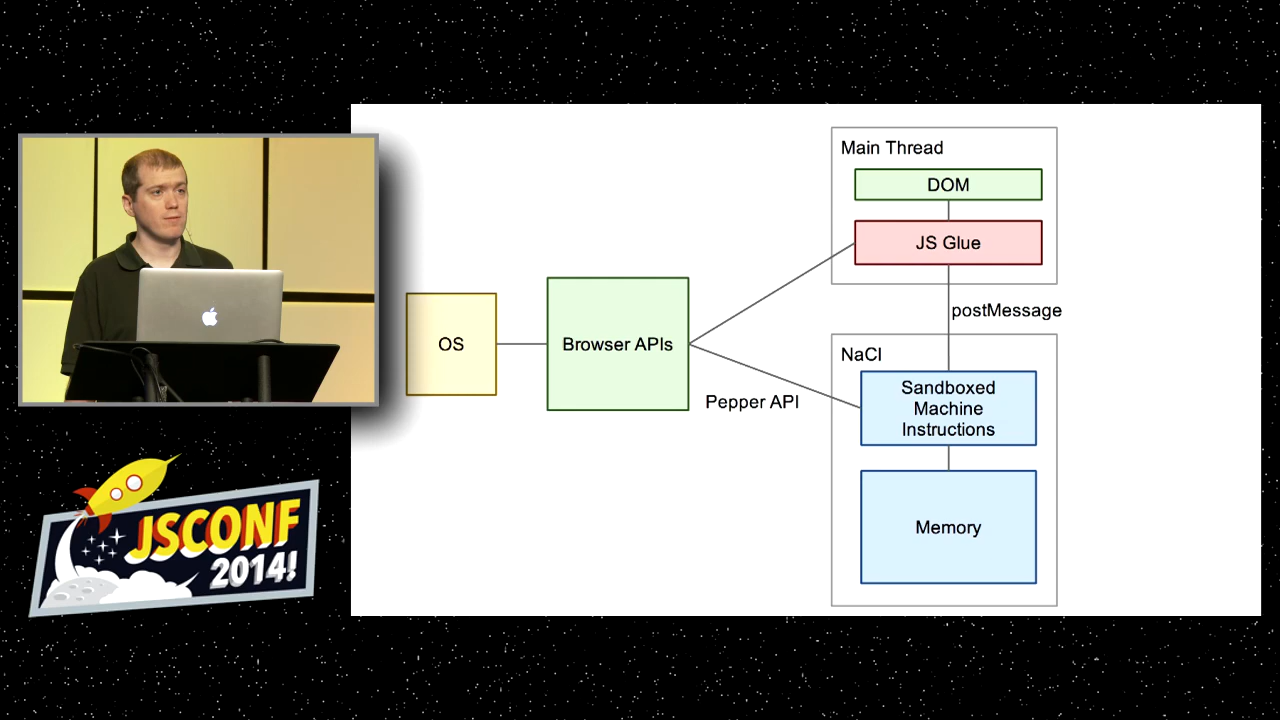 Main Thread
DOM
JS Glue
postMessage
OS
Browser APIs
Pepper API
NaCl
Sandboxed
Machine
Instructions
Memory
JSCONF
2014!